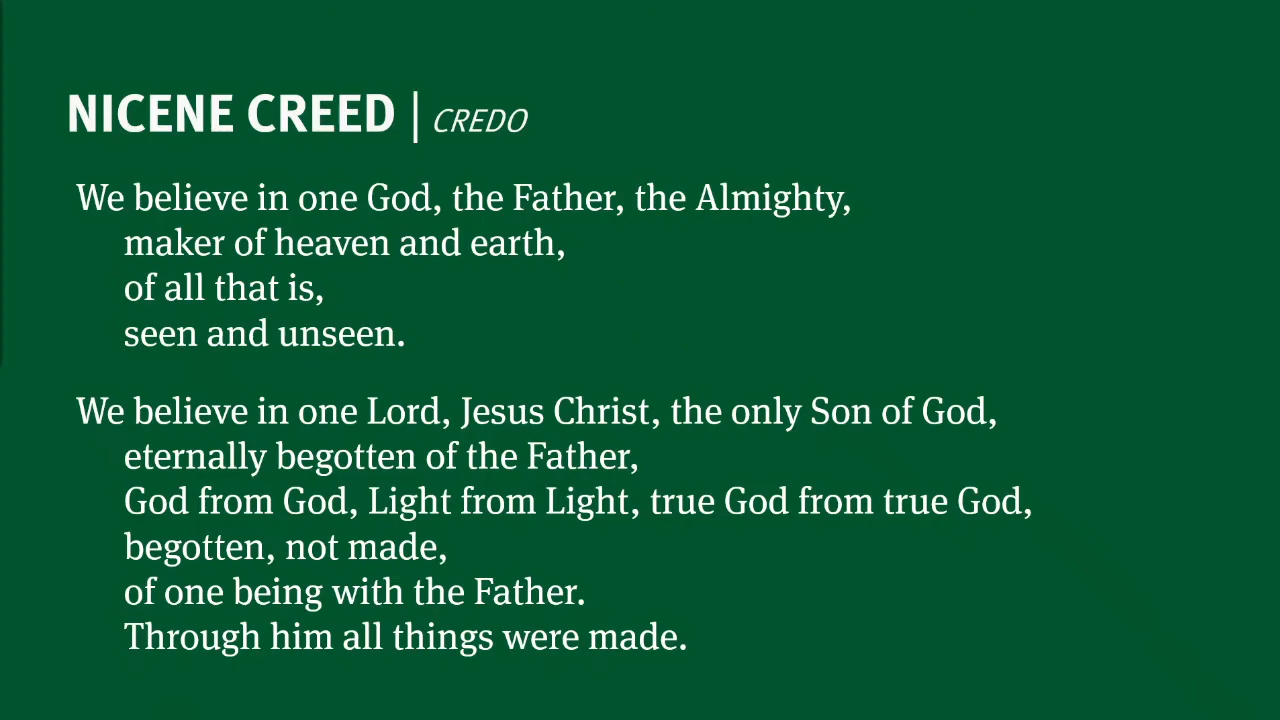 NICENE CREED | CREDO
We believe in one God, the Father, the Almighty,
maker of heaven and earth,
of all that is,
seen and unseen.
We believe in one Lord, Jesus Christ, the only Son of God,
eternally begotten of the Father,
God from God, Light from Light, true God from true God,
begotten, not made,
of one being with the Father.
Through him all things were made.